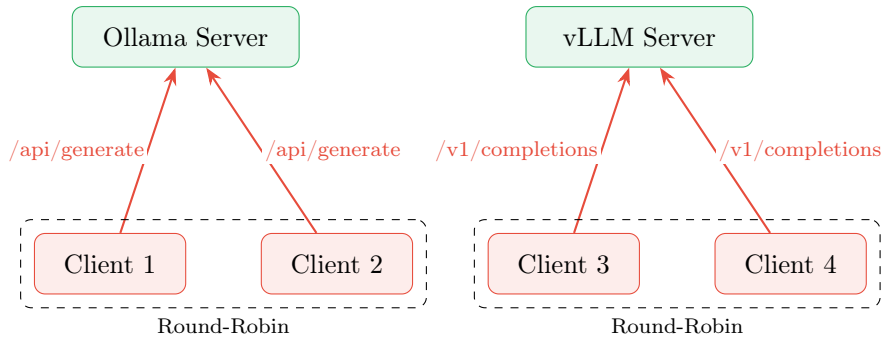 Ollama Server
vLLM Server
/api/generate
/api/generate
/v1/completions
/v1/completions
Client 1
Client 2
Client 3
Client 4
Round-Robin
Round-Robin